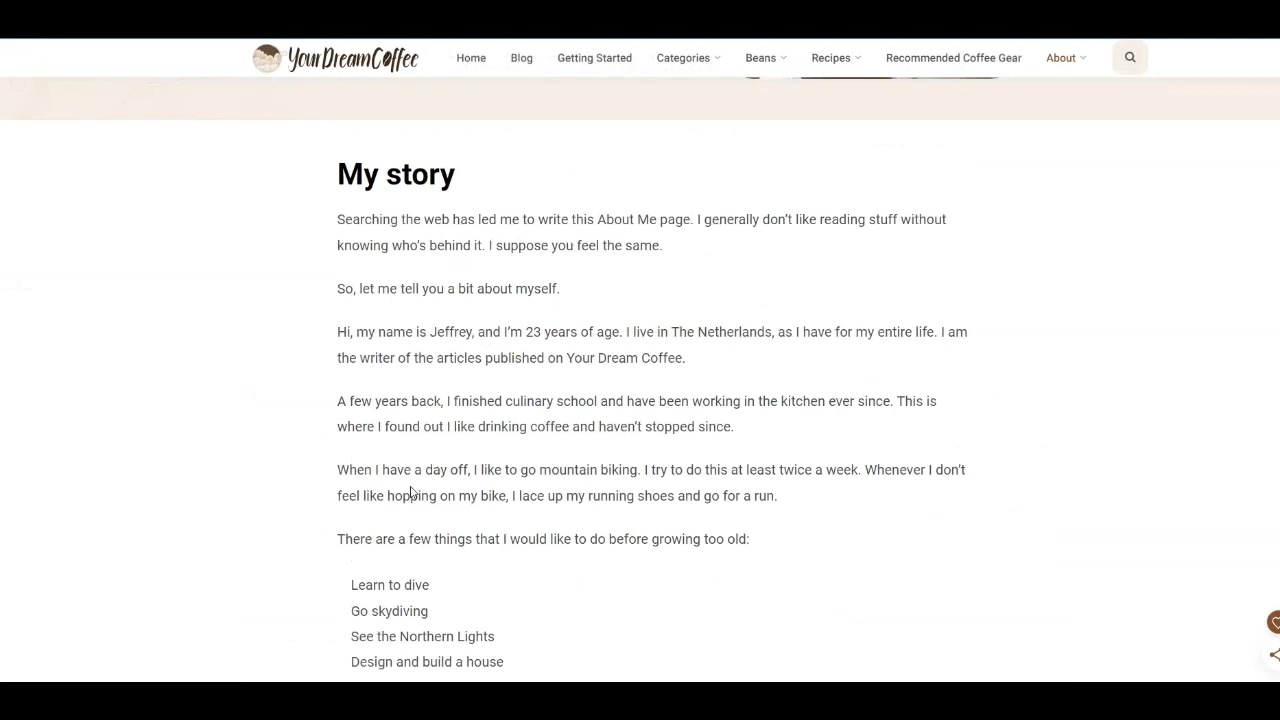 YourDreamCoffee Home Blog Getting Started Categories Beans Recipes Recommended Coffee Gear About
My story
Searching the web has led me to write this About Me page. I generally don’t like reading stuff without
knowing who’s behind it. I suppose you feel the same.
So, let me tell you a bit about myself.
Hi, my name is Jeffrey, and I’m 23 years of age. I live in The Netherlands, as I have for my entire life. I am
the writer of the articles published on Your Dream Coffee.
A few years back, I finished culinary school and have been working in the kitchen ever since. This is
where I found out I like drinking coffee and haven’t stopped since.
When I have a day off, I like to go mountain biking. I try to do this at least twice a week. Whenever I don’t
feel like hopping on my bike, I lace up my running shoes and go for a run.
There are a few things that I would like to do before growing too old:
Learn to dive
Go skydiving
See the Northern Lights
Design and build a house